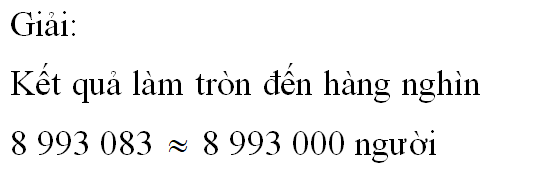 Giải:
Kết quả làm tròn đến hàng nghìn
8 993 083 ≈ 8 993 000 người